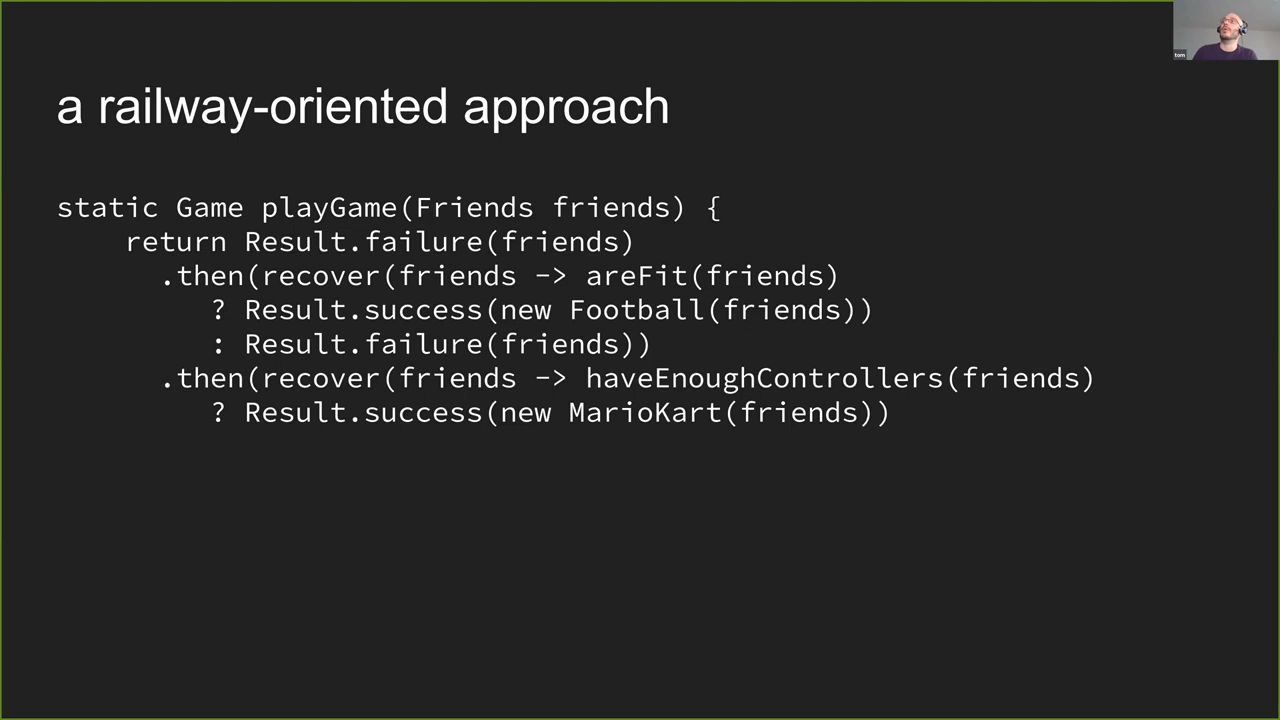 tom
a railway-oriented approach
static Game playGame(Friends friends) {
return Result.failure(friends)
.then(recover(friends -> areFit(friends)
? Result.success(new Football(friends))
: Result.failure(friends))
.then(recover(friends -> haveEnoughControllers(friends)
? Result.success(new MarioKart(friends))